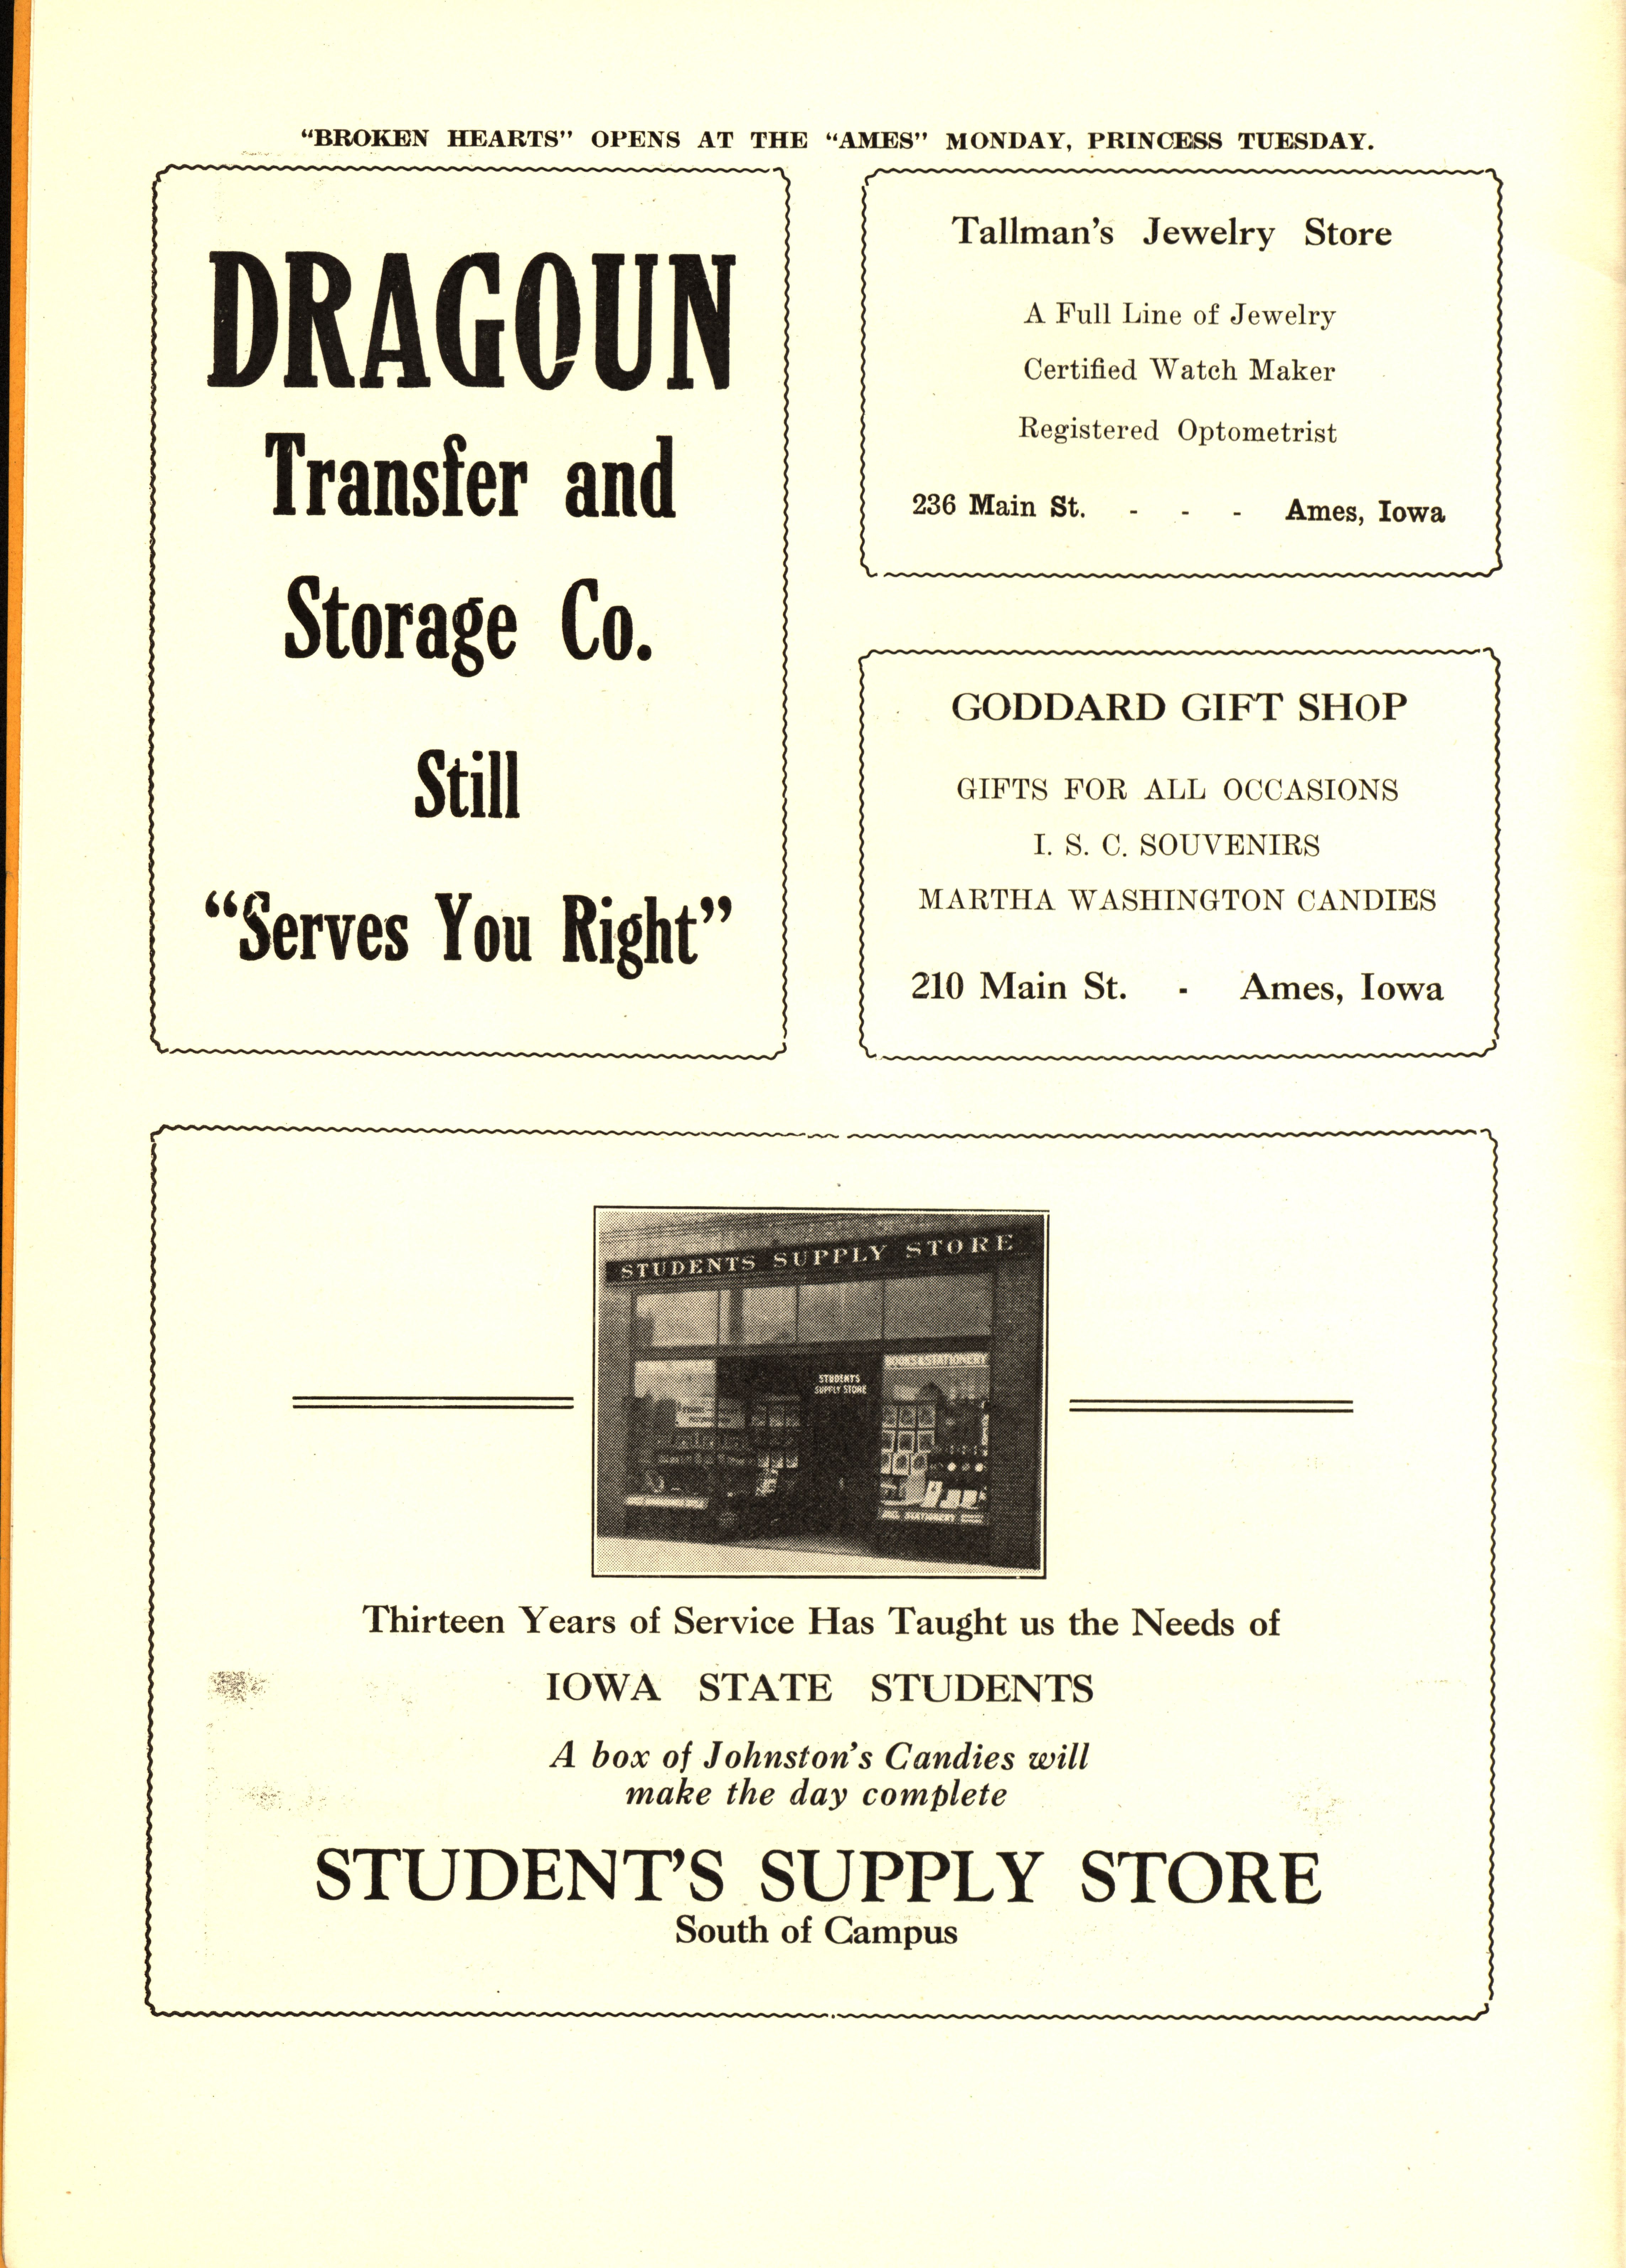 “BROKEN HEARTS” OPENS AT THE “AMES” MONDAY, PRINCESS TUESDAY.
DRAGOUN
Transfer and
Storage Co.
Still
“Serves You Right”
Tallman’s Jewelry Store
A Full Line of Jewelry
Certified Watch Maker
Registered Optometrist
236 Main St. - - - Ames, Iowa
GODDARD GIFT SHOP
GIFTS FOR ALL OCCASIONS
I. S. C. SOUVENIRS
MARTHA WASHINGTON CANDIES
210 Main St. - Ames, Iowa
STUDENTS SUPPLY STORE
BOOKS & STATIONERY
STUDENTS
SUPPLY STORE
STATIONERY
Thirteen Years of Service Has Taught us the Needs of
IOWA STATE STUDENTS
A box of Johnston’s Candies will
make the day complete
STUDENT’S SUPPLY STORE
South of Campus